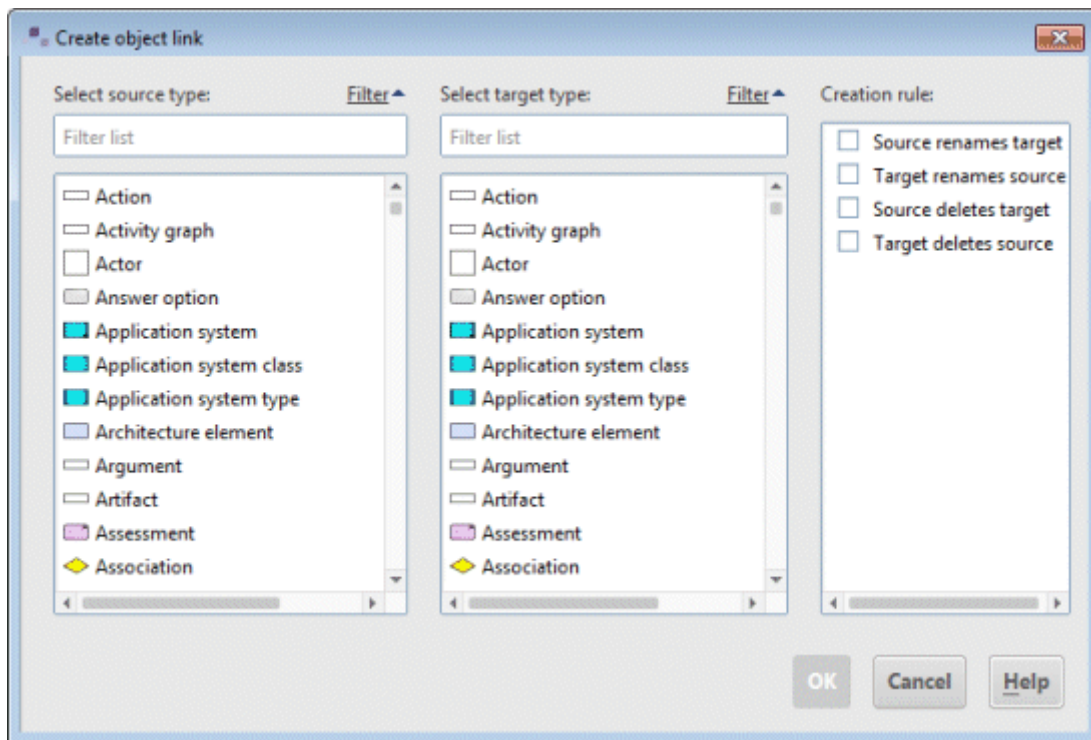 Create object link
Select source type:
Filter
Filter list
Action
Activity graph
Actor
Answer option
Application system
Application system class
Application system type
Architecture element
Argument
Artifact
Assessment
Association
Select target type:
Filter
Filter list
Action
Activity graph
Actor
Answer option
Application system
Application system class
Application system type
Architecture element
Argument
Artifact
Assessment
Association
Creation rule:
Source renames target
Target renames source
Source deletes target
Target deletes source
OK
Cancel
Help